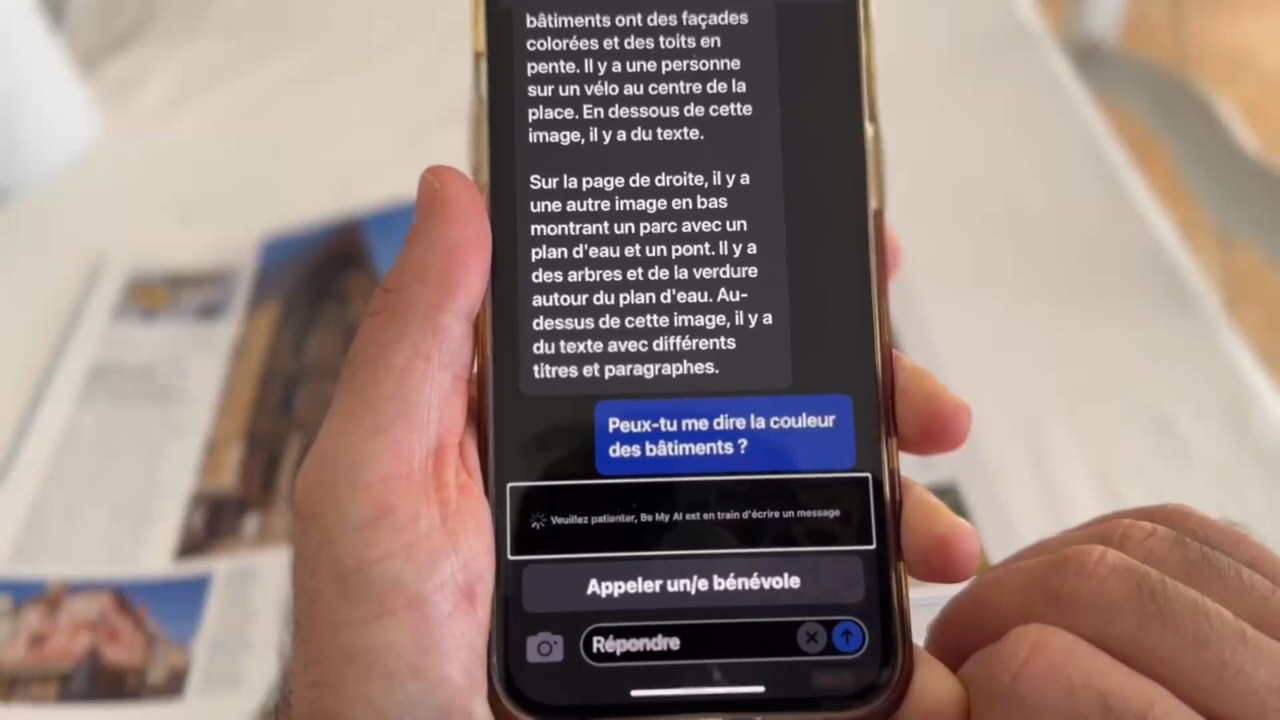 bâtiments ont des façades
colorées et des toits en
pente. Il y a une personne
sur un vélo au centre de la
place. En dessous de cette
image, il y a du texte.
Sur la page de droite, il y a
une autre image en bas
montrant un parc avec un
plan d'eau et un pont. Il y a
des arbres et de la verdure
autour du plan d'eau. Au-
dessus de cette image, il y a
du texte avec différents
titres et paragraphes.
Peux-tu me dire la couleur
des bâtiments ?
Veuillez patienter, Be My AI est en train d'écrire un message
Appeler un/e bénévole
Répondre